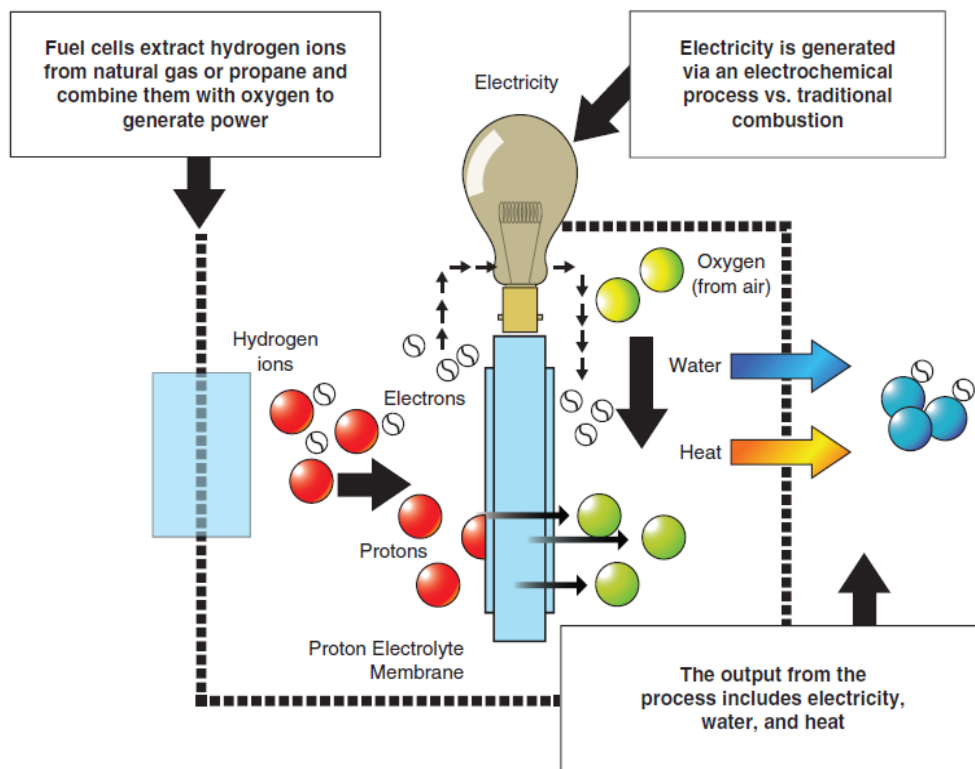 Fuel cells extract hydrogen ions
from natural gas or propane and
combine them with oxygen to
generate power
Electricity
Electricity is generated
via an electrochemical
process vs. traditional
combustion
Oxygen
(from air)
Hydrogen
ions
Electrons
Water
Heat
Protons
Proton Electrolyte
Membrane
The output from the
process includes electricity,
water, and heat